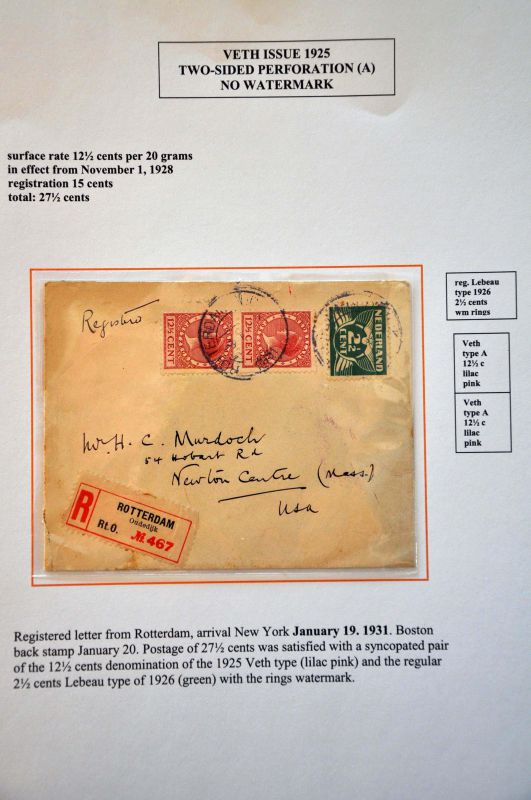 VETH ISSUE 1925
TWO-SIDED PERFORATION (A)
NO WATERMARK
surface rate 12½ cents per 20 grams
in effect from November 1, 1928
registration 15 cents
total: 27½ cents
reg. Lebeau
type 1926
2½ cents
wm rings
Veth
type A
12½ c
lilac
pink
Veth
type A
12½ c
lilac
pink
12½ CENT
12½ CENT
NEDERLAND
2½
CENT
Mr. H. C. Murdoch
54 Hobart Rd
Newton Centre (Mass.)
Usa
R
ROTTERDAM
Oudedijk
Rt.O.
№ 467
Registered letter from Rotterdam, arrival New York January 19. 1931. Boston
back stamp January 20. Postage of 27½ cents was satisfied with a syncopated pair
of the 12½ cents denomination of the 1925 Veth type (lilac pink) and the regular
2½ cents Lebeau type of 1926 (green) with the rings watermark.